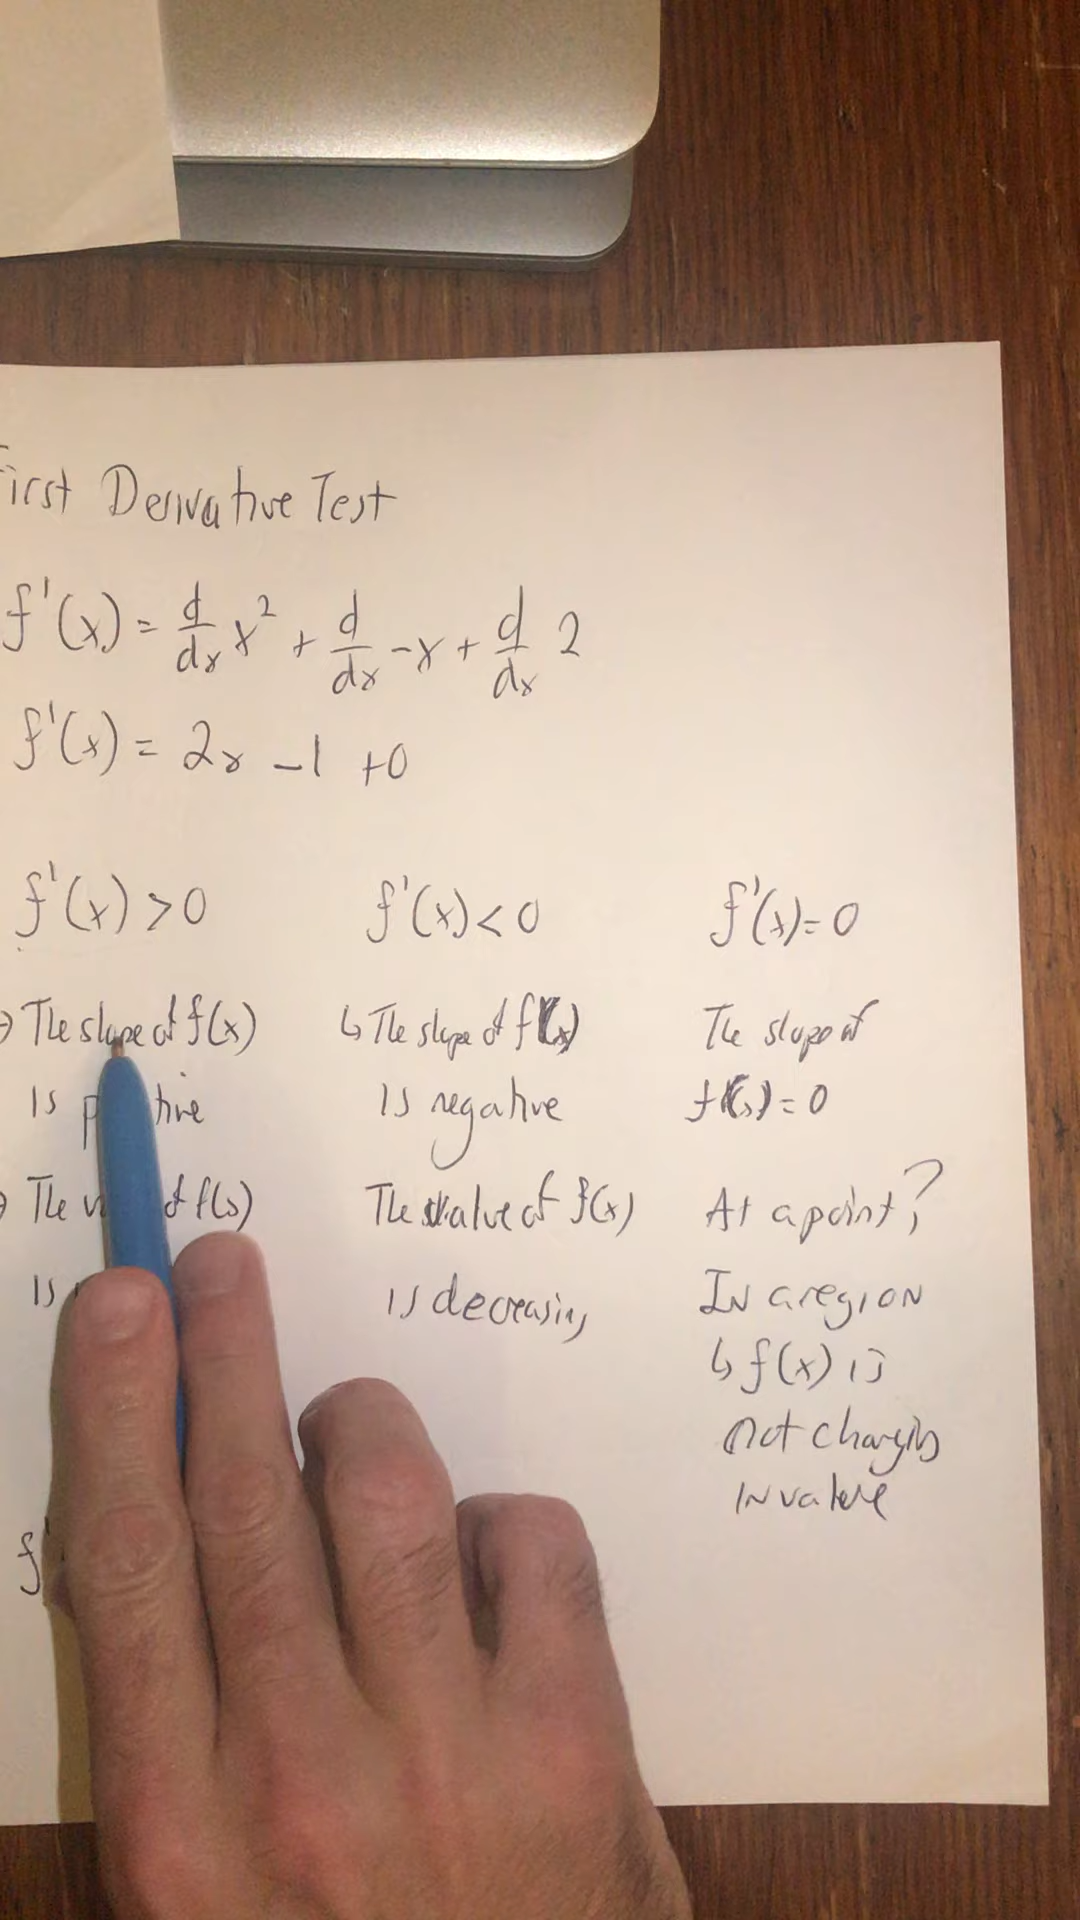 First Derivative Test
f'(x) = d/dx x² + d/dx -x + d/dx 2
f'(x) = 2x -1 +0
f'(x) > 0
↳ The slope of f(x)
is
The of f(x)
is
f'(x) < 0
↳ The slope of f(x)
is negative
The value of f(x)
is decreasing
f'(x) = 0
The slope of
f(x) = 0
At a point?
In a region
↳ f(x) is
not changing
in value
f'